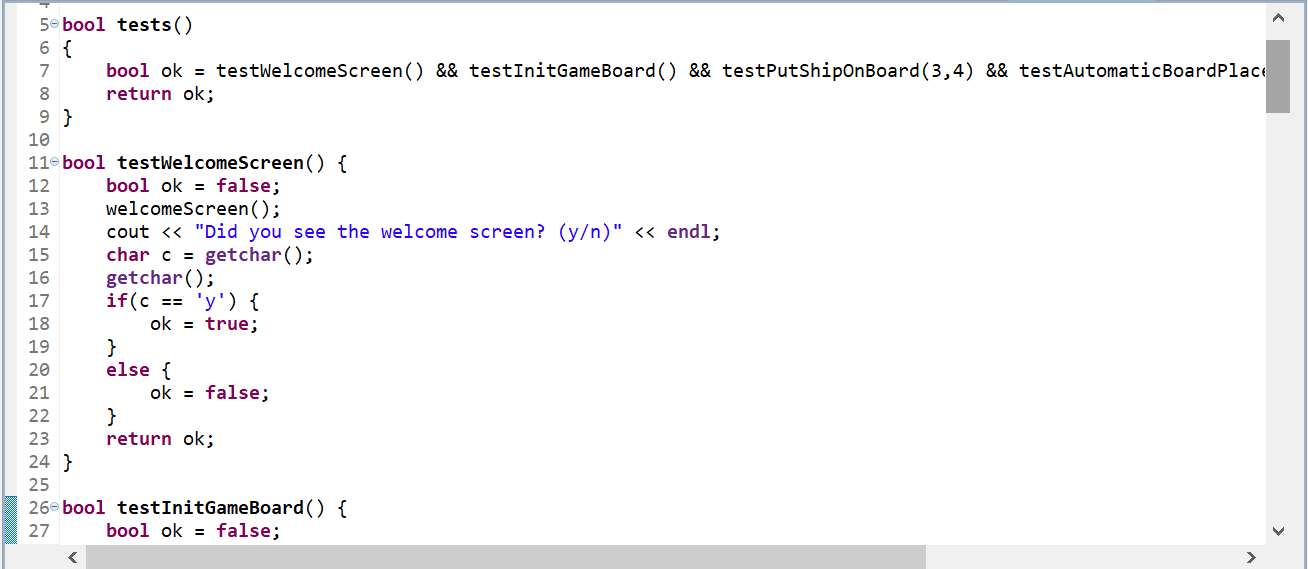 5 bool tests()
6 {
7     bool ok = testWelcomeScreen() && testInitGameBoard() && testPutShipOnBoard(3,4) && testAutomaticBoardPlace
8     return ok;
9 }
10
11 bool testWelcomeScreen() {
12     bool ok = false;
13     welcomeScreen();
14     cout << "Did you see the welcome screen? (y/n)" << endl;
15     char c = getchar();
16     getchar();
17     if(c == 'y') {
18         ok = true;
19     }
20     else {
21         ok = false;
22     }
23     return ok;
24 }
25
26 bool testInitGameBoard() {
27     bool ok = false;